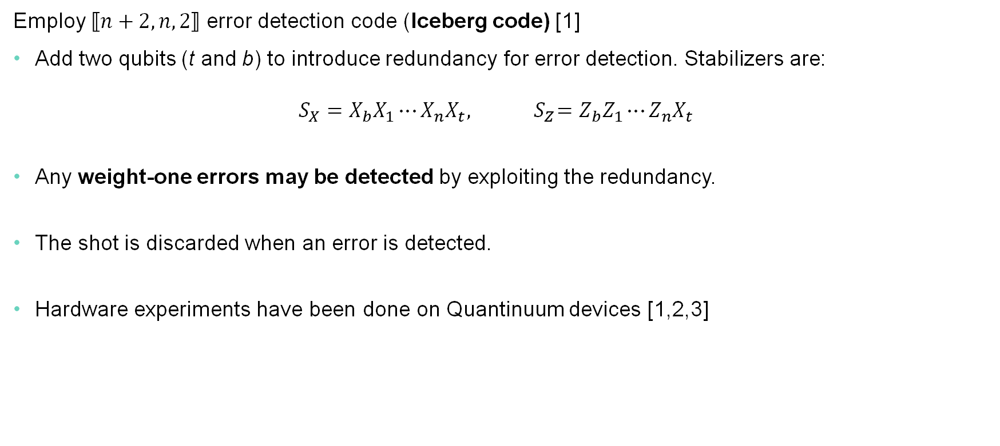 Employ ⟦n + 2, n, 2⟧ error detection code (Iceberg code) [1]
• Add two qubits (t and b) to introduce redundancy for error detection. Stabilizers are:
S_X = X_b X_1 ⋯ X_n X_t, S_Z = Z_b Z_1 ⋯ Z_n X_t
• Any weight-one errors may be detected by exploiting the redundancy.
• The shot is discarded when an error is detected.
• Hardware experiments have been done on Quantinuum devices [1,2,3]